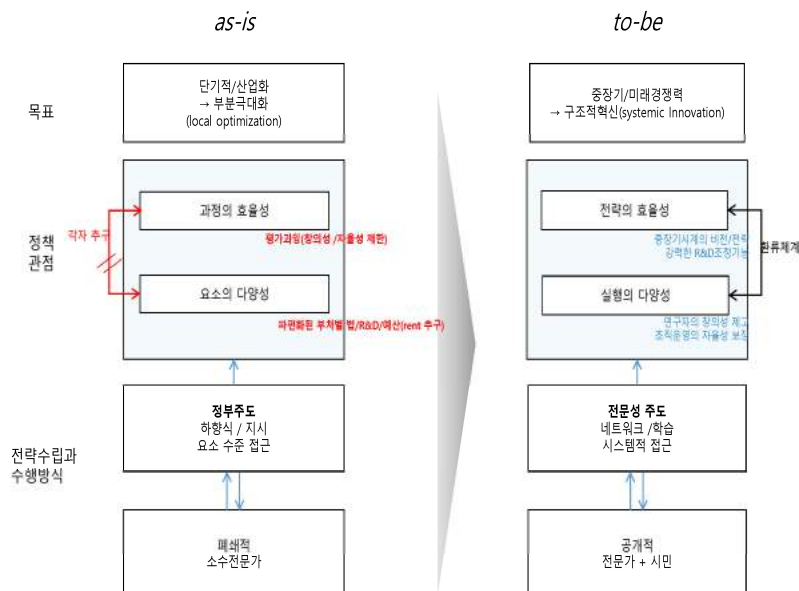 as-is
to-be
목표
단기적/산업화
→ 부분극대화
(local optimization)
중장기/미래경쟁력
→ 구조적혁신(systemic Innovation)
정책
관점
각자 추구
과정의 효율성
평가과잉(창의성 /자율성 제한)
요소의 다양성
파편화된 부처별 법/R&D/예산(rent 추구)
전략의 효율성
중장기시계의 비전/전략
강력한 R&D조정기능
환류체계
실행의 다양성
연구자의 창의성 제고
조직운영의 자율성 보장
전략수립과
수행방식
정부주도
하향식 / 지시
요소 수준 접근
전문성 주도
네트워크 /학습
시스템적 접근
폐쇄적
소수전문가
공개적
전문가 + 시민